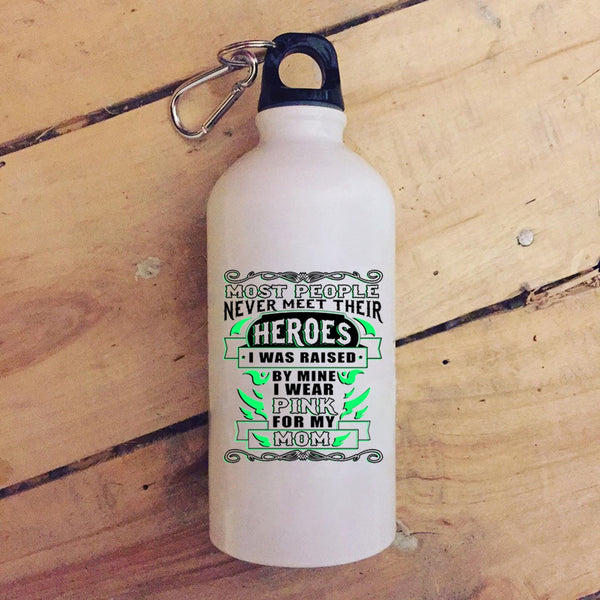 MOST PEOPLE
NEVER MEET THEIR
HEROES
· I WAS RAISED ·
BY MINE
I WEAR
PINK
FOR MY
MOM